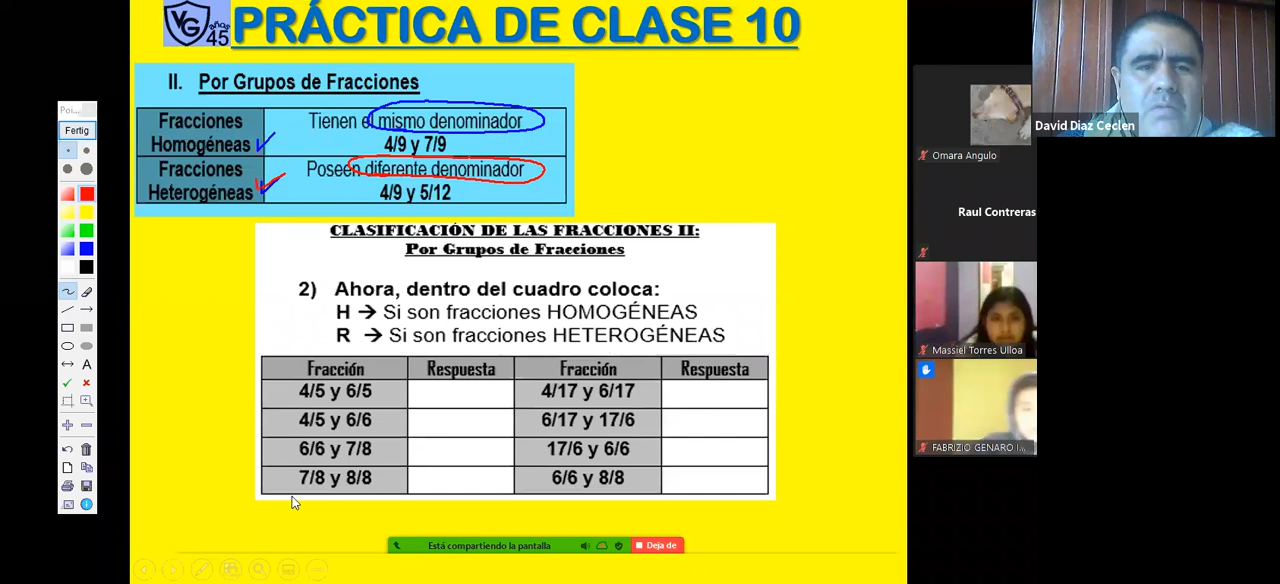 VG años 45 PRÁCTICA DE CLASE 10
II. Por Grupos de Fracciones
Fracciones Homogéneas
Tienen el mismo denominador
4/9 y 7/9
Fracciones Heterogéneas
Poseen diferente denominador
4/9 y 5/12
CLASIFICACIÓN DE LAS FRACCIONES II:
Por Grupos de Fracciones
2) Ahora, dentro del cuadro coloca:
H → Si son fracciones HOMOGÉNEAS
R → Si son fracciones HETEROGÉNEAS
Fracción Respuesta Fracción Respuesta
4/5 y 6/5 4/17 y 6/17
4/5 y 6/6 6/17 y 17/6
6/6 y 7/8 17/6 y 6/6
7/8 y 8/8 6/6 y 8/8
Está compartiendo la pantalla Deja de
Poi...
Fertig
A
David Diaz Ceclen
Omara Angulo
Raul Contreras
Massiel Torres Ulloa
FABRIZIO GENARO I...